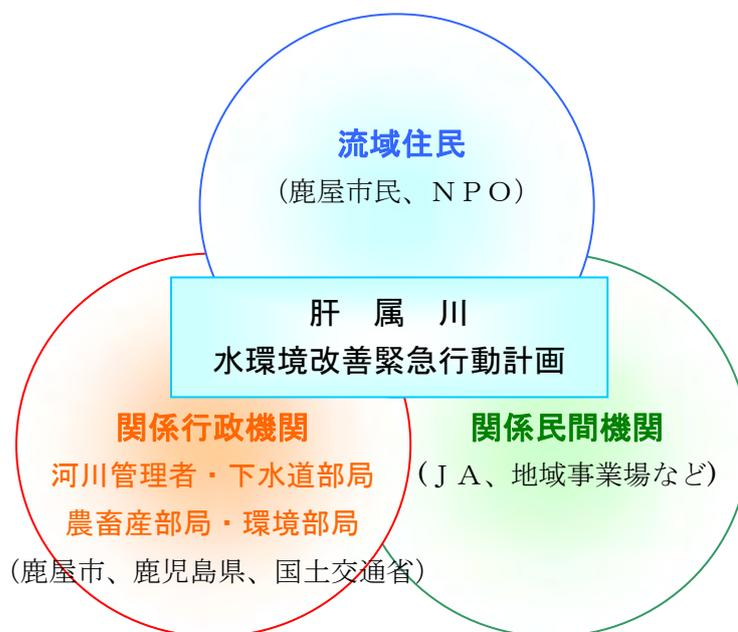 流域住民
（鹿屋市民、ＮＰＯ）
肝　属　川
水環境改善緊急行動計画
関係行政機関
河川管理者・下水道部局
農畜産部局・環境部局
（鹿屋市、鹿児島県、国土交通省）
関係民間機関
（ＪＡ、地域事業場など）